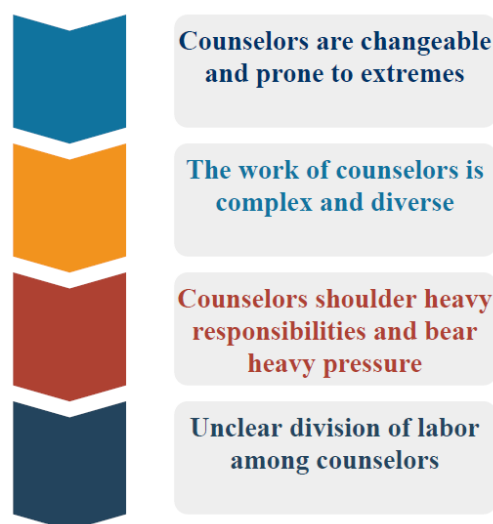 Counselors are changeable
and prone to extremes
The work of counselors is
complex and diverse
Counselors shoulder heavy
responsibilities and bear
heavy pressure
Unclear division of labor
among counselors